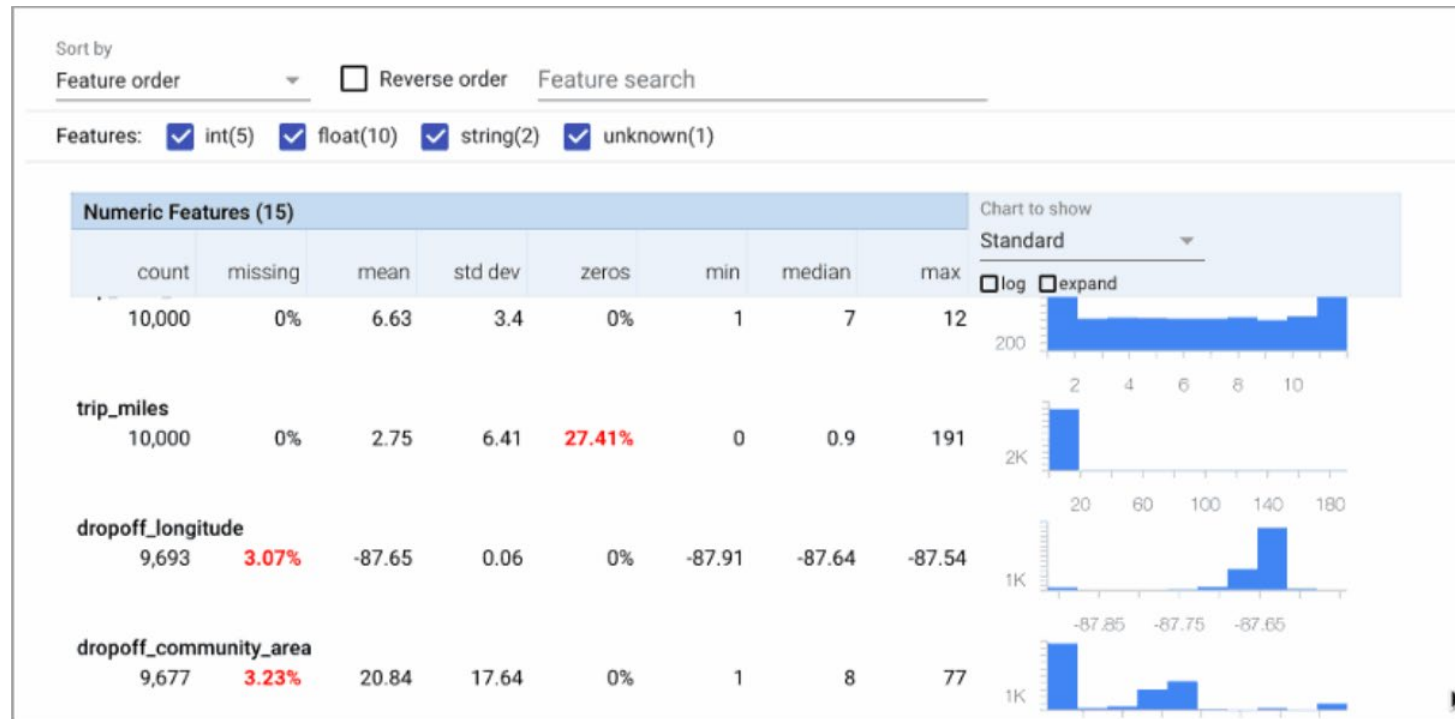 Sort by
Feature order Reverse order Feature search
Features: int(5) float(10) string(2) unknown(1)
Numeric Features (15) Chart to show
Standard
count missing mean std dev zeros min median max
log expand
10,000 0% 6.63 3.4 0% 1 7 12
200
2 4 6 8 10
trip_miles
10,000 0% 2.75 6.41 27.41% 0 0.9 191
2K
20 60 100 140 180
dropoff_longitude
9,693 3.07% -87.65 0.06 0% -87.91 -87.64 -87.54
1K
-87.85 -87.75 -87.65
dropoff_community_area
9,677 3.23% 20.84 17.64 0% 1 8 77
1K